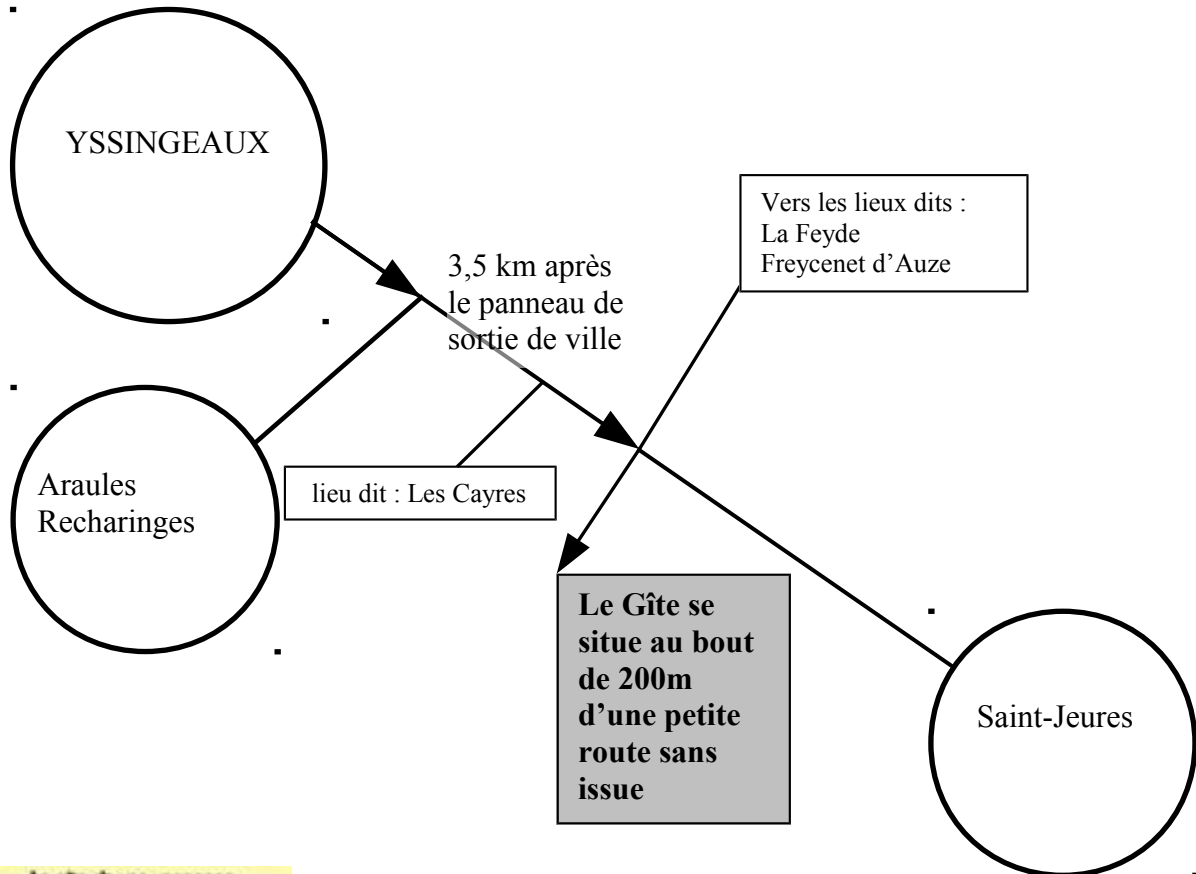 YSSINGEAUX
Vers les lieux dits :
La Feyde
Freycenet d'Auze
3,5 km après
le panneau de
sortie de ville
Araules
Recharinges
lieu dit : Les Cayres
Le Gîte se
situe au bout
de 200m
d'une petite
route sans
issue
Saint-Jeures